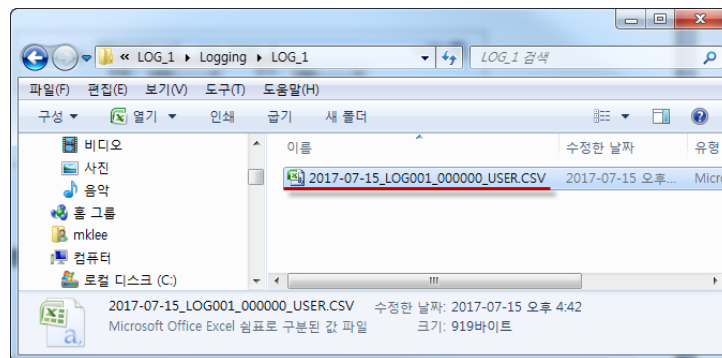 « LOG_1 ▸ Logging ▸ LOG_1
LOG_1 검색
파일(F) 편집(E) 보기(V) 도구(T) 도움말(H)
구성 열기 인쇄 굽기 새 폴더
비디오
사진
음악
홈 그룹
mklee
컴퓨터
로컬 디스크 (C:)
이름 수정한 날짜 유형
2017-07-15_LOG001_000000_USER.CSV 2017-07-15 오후... Micro
2017-07-15_LOG001_000000_USER.CSV 수정한 날짜: 2017-07-15 오후 4:42
Microsoft Office Excel 쉼표로 구분된 값 파일 크기: 919바이트